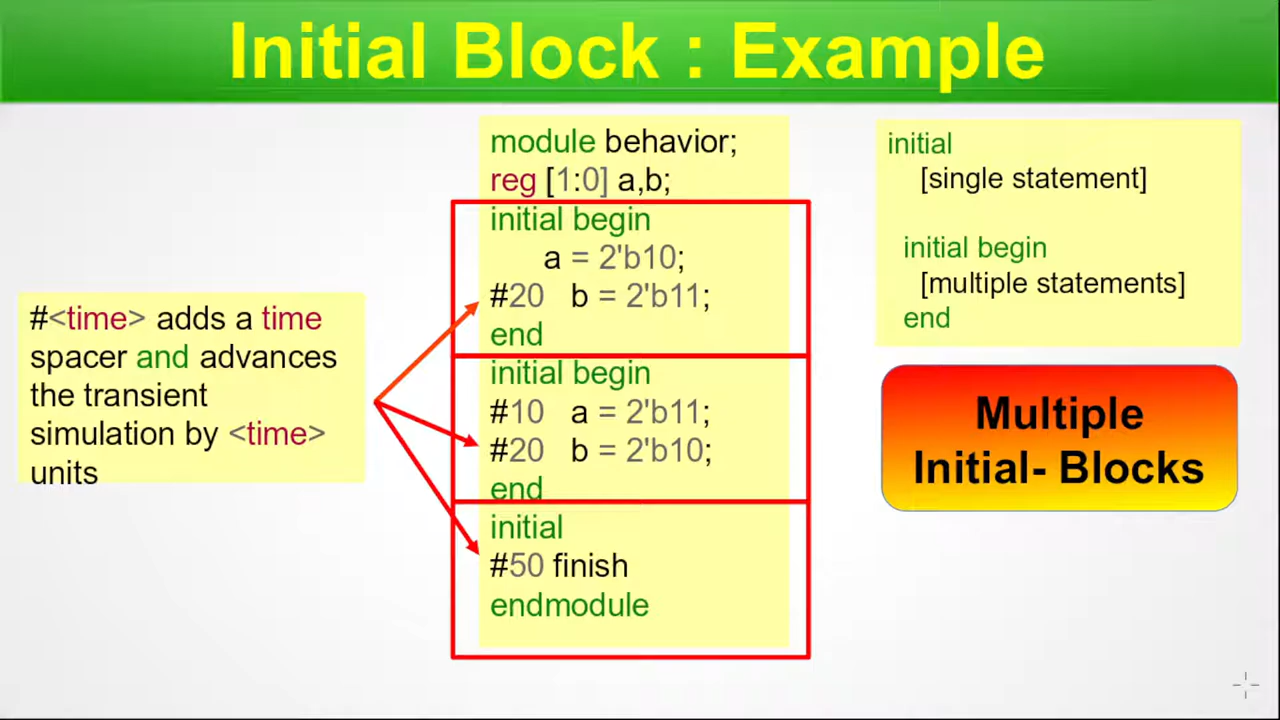 Initial Block : Example
#<time> adds a time
spacer and advances
the transient
simulation by <time>
units
module behavior;
reg [1:0] a,b;
initial begin
a = 2'b10;
#20 b = 2'b11;
end
initial begin
#10 a = 2'b11;
#20 b = 2'b10;
end
initial
#50 finish
endmodule
initial
[single statement]
initial begin
[multiple statements]
end
Multiple
Initial- Blocks